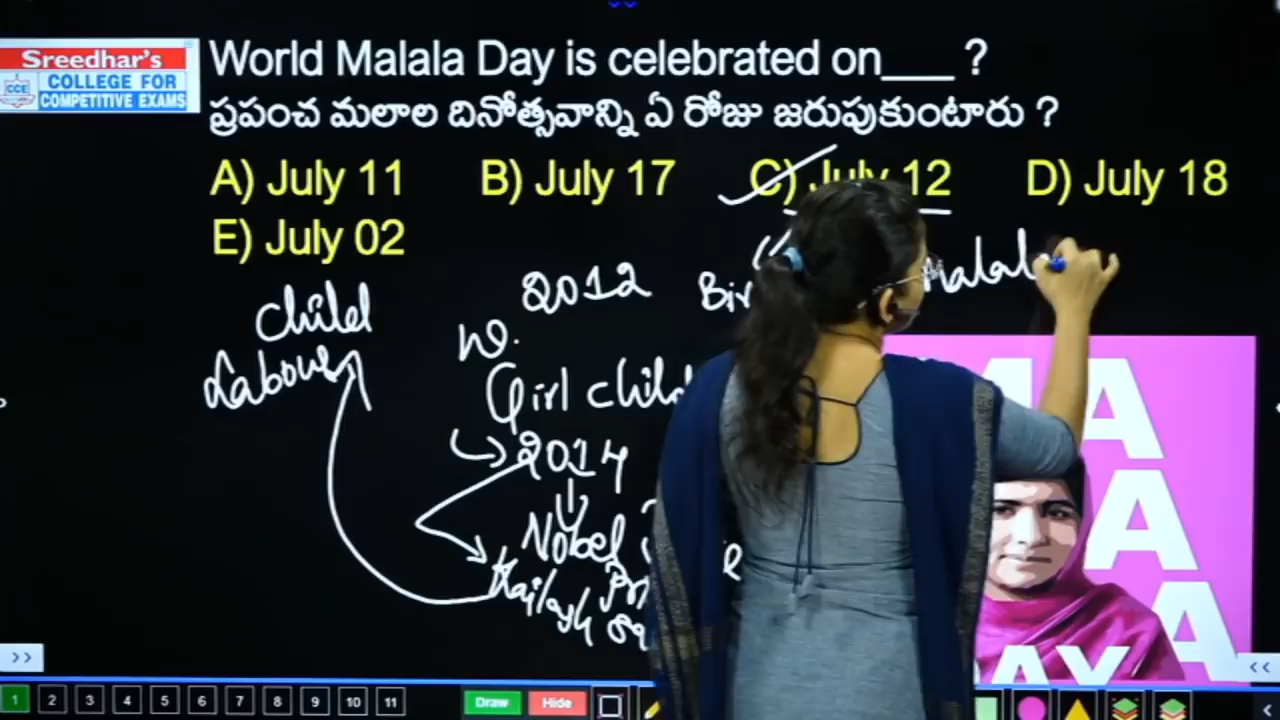 Sreedhar's
CCE
COLLEGE FOR
COMPETITIVE EXAMS
World Malala Day is celebrated on___ ?
ప్రపంచ మలాల దినోత్సవాన్ని ఏ రోజు జరుపుకుంటారు ?
A) July 11 B) July 17 C) July 12 D) July 18
E) July 02
2012
Child
Labour
Girl child
2014
Nobel
Kailash
DAY
>> <<
1 2 3 4 5 6 7 8 9 10 11 Draw Hide <